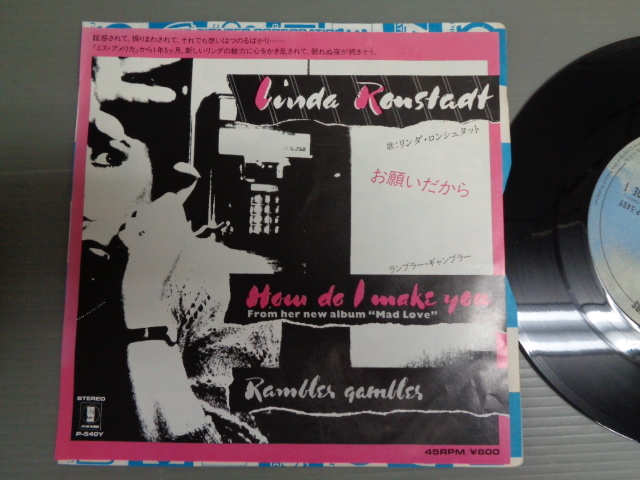 誑惑されて、振りまわされて、それでも想いはつのるばかり……
「ミス・アメリカ」から1年5ヶ月、新しいリンダの魅力に心をかき乱されて、眠れぬ夜が続きそう。
Linda Ronstadt
歌:リンダ・ロンシュタット
お願いだから
ランブラー・ギャンブラー
How do I make you
From her new album "Mad Love"
Rambler gambler
STEREO
P-640Y
45RPM ¥600